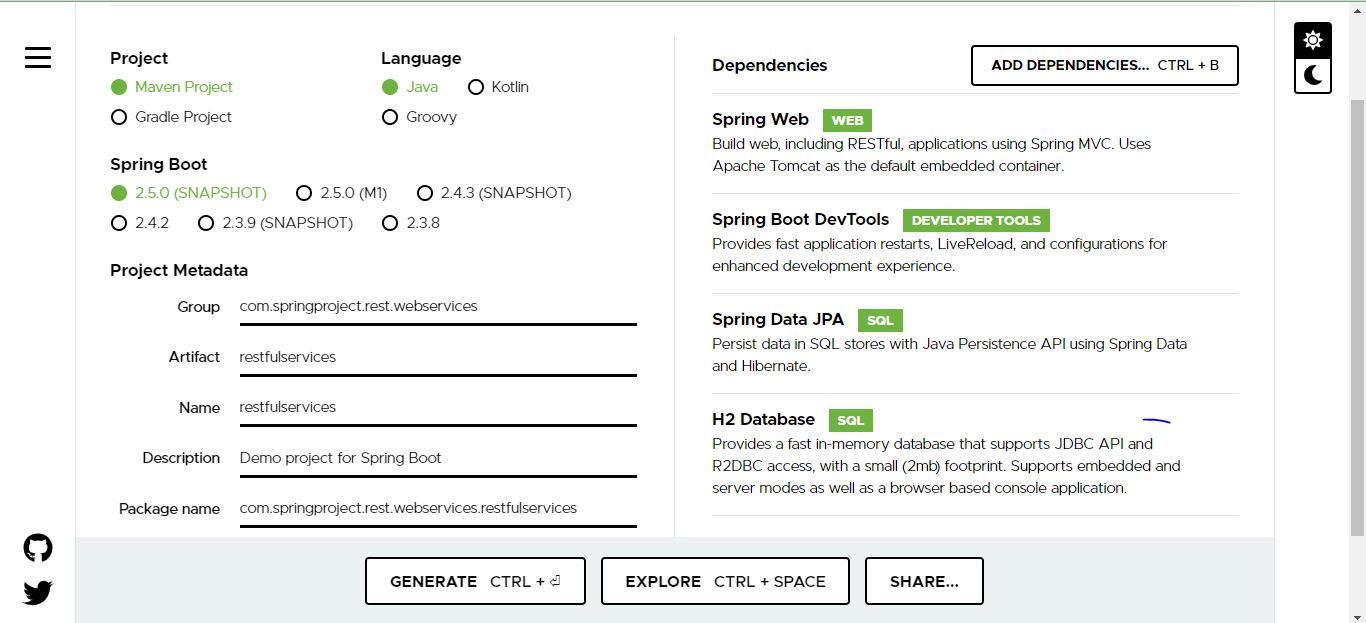 Project
Maven Project
Gradle Project
Language
Java Kotlin
Groovy
Spring Boot
2.5.0 (SNAPSHOT) 2.5.0 (M1) 2.4.3 (SNAPSHOT)
2.4.2 2.3.9 (SNAPSHOT) 2.3.8
Project Metadata
Group com.springproject.rest.webservices
Artifact restfulservices
Name restfulservices
Description Demo project for Spring Boot
Package name com.springproject.rest.webservices.restfulservices
Dependencies ADD DEPENDENCIES... CTRL + B
Spring Web WEB
Build web, including RESTful, applications using Spring MVC. Uses
Apache Tomcat as the default embedded container.
Spring Boot DevTools DEVELOPER TOOLS
Provides fast application restarts, LiveReload, and configurations for
enhanced development experience.
Spring Data JPA SQL
Persist data in SQL stores with Java Persistence API using Spring Data
and Hibernate.
H2 Database SQL
Provides a fast in-memory database that supports JDBC API and
R2DBC access, with a small (2mb) footprint. Supports embedded and
server modes as well as a browser based console application.
GENERATE CTRL + ⏎ EXPLORE CTRL + SPACE SHARE...